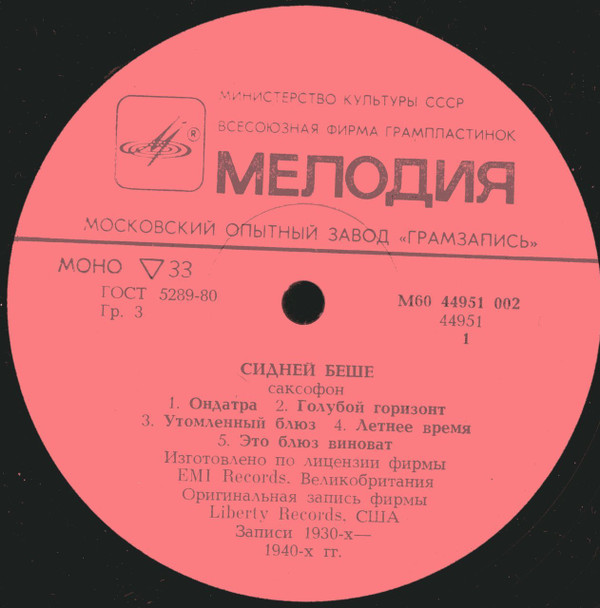 МИНИСТЕРСТВО КУЛЬТУРЫ СССР
ВСЕСОЮЗНАЯ ФИРМА ГРАМПЛАСТИНОК
®
МЕЛОДИЯ
МОСКОВСКИЙ ОПЫТНЫЙ ЗАВОД «ГРАМЗАПИСЬ»
МОНО ▽ 33
ГОСТ 5289-80
Гр. 3
М60 44951 002
44951
1
СИДНЕЙ БЕШЕ
саксофон
1. Ондатра 2. Голубой горизонт
3. Утомленный блюз 4. Летнее время
5. Это блюз виноват
Изготовлено по лицензии фирмы
EMI Records. Великобритания
Оригинальная запись фирмы
Liberty Records. США
Записи 1930-х—
1940-х гг.